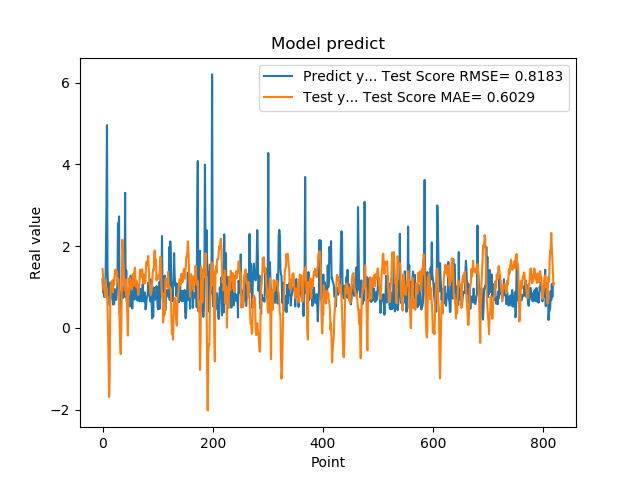 Model predict
Predict y... Test Score RMSE= 0.8183
Test y... Test Score MAE= 0.6029
Real value
6
4
2
0
−2
0 200 400 600 800
Point